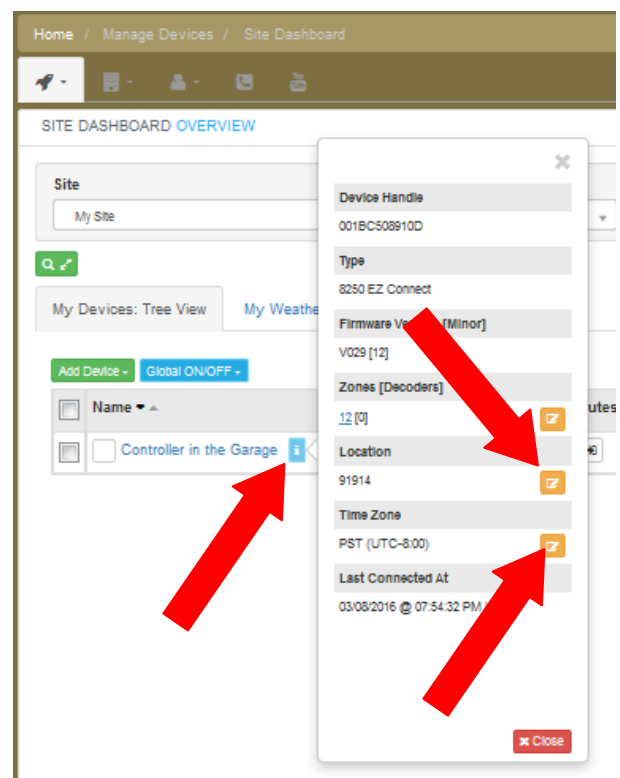 Home / Manage Devices / Site Dashboard
SITE DASHBOARD OVERVIEW
Site
My Site
My Devices: Tree View
My Weathe
Add Device
Global ON/OFF
Name
Controller in the Garage
Device Handle
001BC508910D
Type
8250 EZ Connect
Firmware [Minor]
V029 [12]
Zones [Decoders]
12 [0]
utes
Location
91914
Time Zone
PST (UTC-8:00)
Last Connected At
03/08/2016 @ 07:54:32 PM
Close